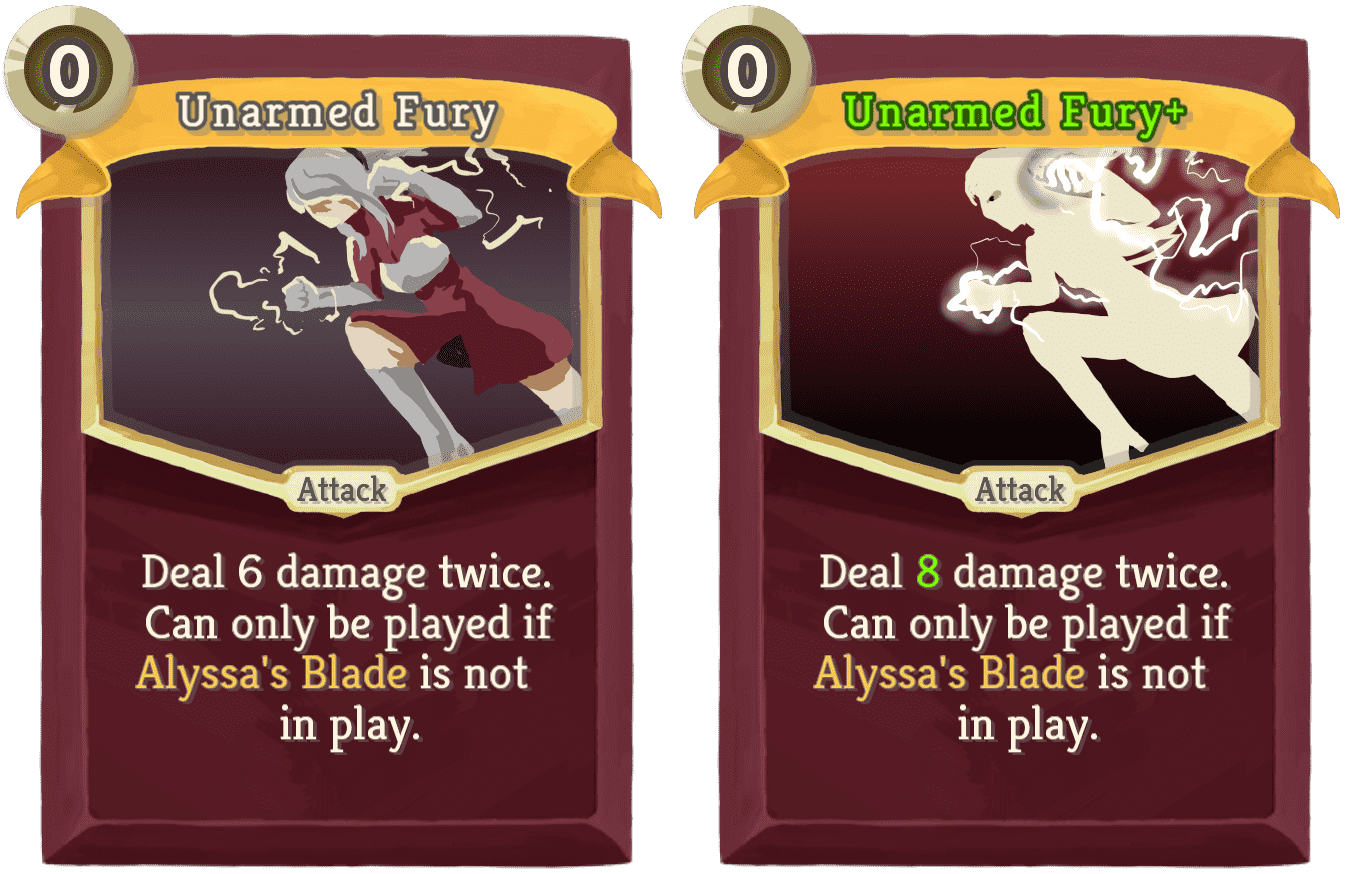 0
Unarmed Fury
Attack
Deal 6 damage twice.
Can only be played if
Alyssa's Blade is not
in play.
0
Unarmed Fury+
Attack
Deal 8 damage twice.
Can only be played if
Alyssa's Blade is not
in play.